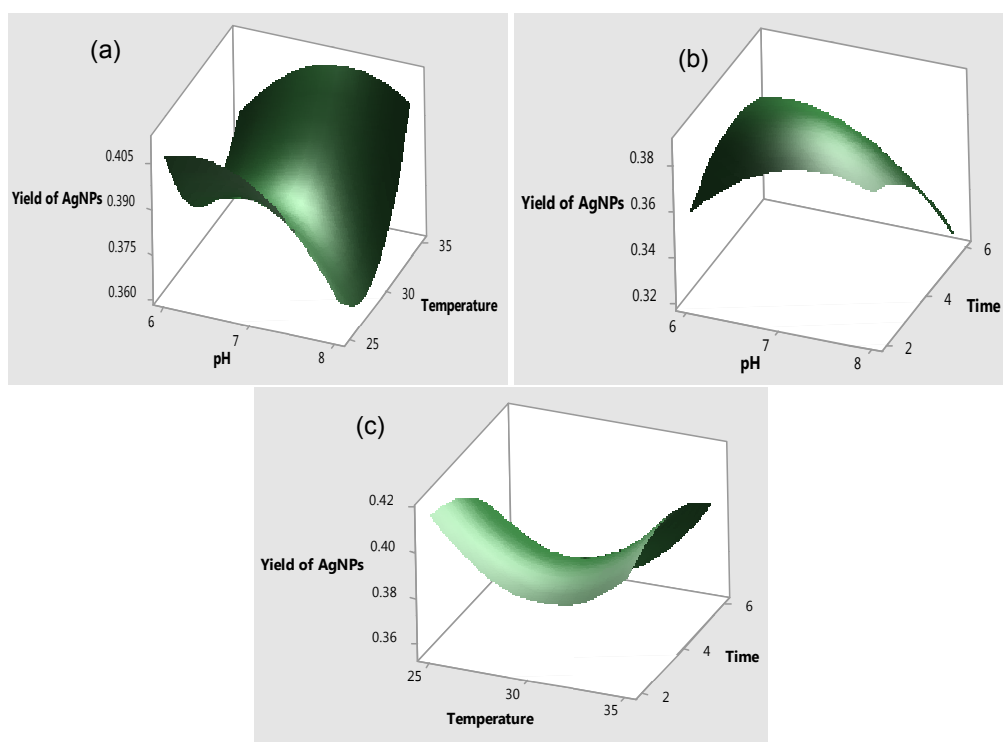 (a)
0.405
Yield of AgNPs 0.390
0.375
0.360
6
7
8
pH
25
30
35
Temperature
(b)
0.38
Yield of AgNPs 0.36
0.34
0.32
6
7
8
pH
2
4
6
Time
(c)
0.42
0.40
Yield of AgNPs
0.38
0.36
25
30
35
Temperature
2
4
6
Time